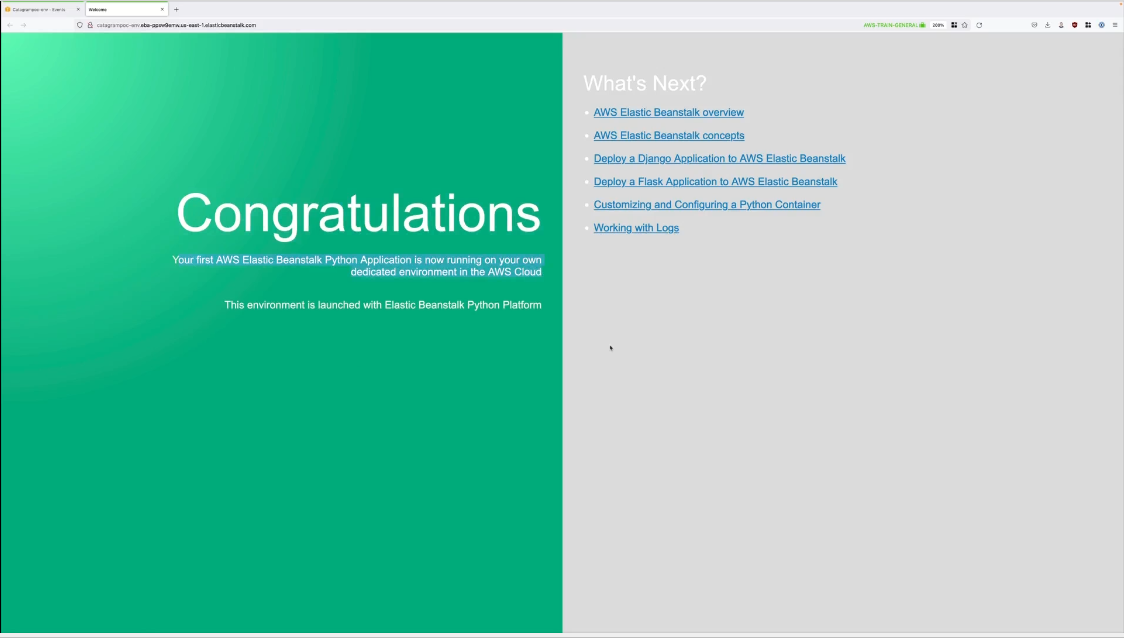 Catagrampoc-env - Events
Welcome
catagrampoc-env.eba-ppsw9emw.us-east-1.elasticbeanstalk.com
AWS-TRAIN-GENERAL
200%
Congratulations
Your first AWS Elastic Beanstalk Python Application is now running on your own
dedicated environment in the AWS Cloud
This environment is launched with Elastic Beanstalk Python Platform
What's Next?
AWS Elastic Beanstalk overview
AWS Elastic Beanstalk concepts
Deploy a Django Application to AWS Elastic Beanstalk
Deploy a Flask Application to AWS Elastic Beanstalk
Customizing and Configuring a Python Container
Working with Logs